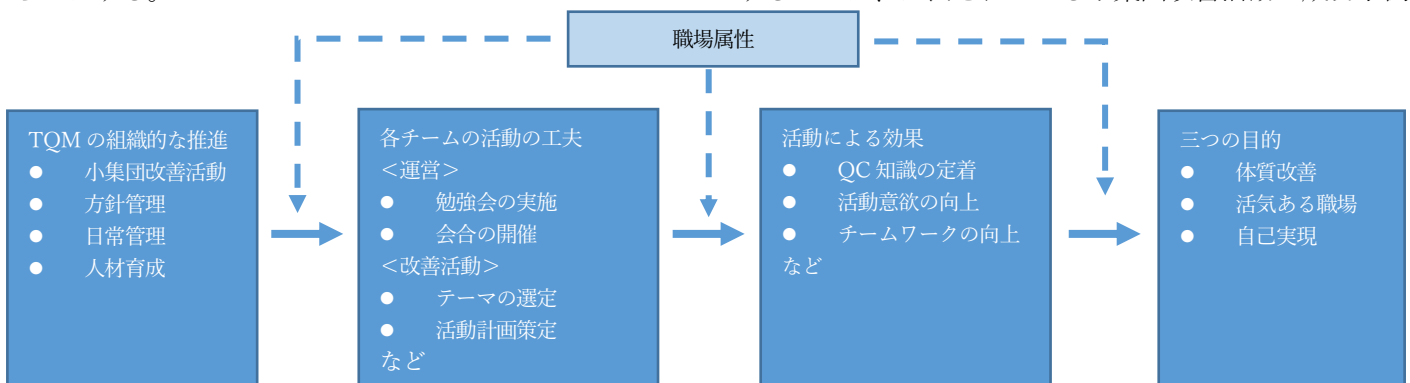 職場属性
TQM の組織的な推進
● 小集団改善活動
● 方針管理
● 日常管理
● 人材育成
各チームの活動の工夫
＜運営＞
● 勉強会の実施
● 会合の開催
＜改善活動＞
● テーマの選定
● 活動計画策定
など
活動による効果
● QC 知識の定着
● 活動意欲の向上
● チームワークの向上
など
三つの目的
● 体質改善
● 活気ある職場
● 自己実現